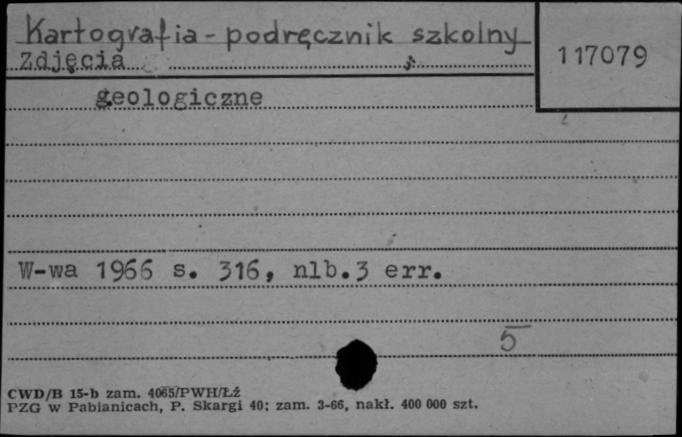 Kartografia - podręcznik szkolny
Zdjęcia
117079
geologiczne
W-wa 1966 s. 316, nlb.3 err.
5
CWD/B 15-b zam. 4065/PWH/Łź
PZG w Pabianicach, P. Skargi 40; zam. 3-66, nakł. 400 000 szt.